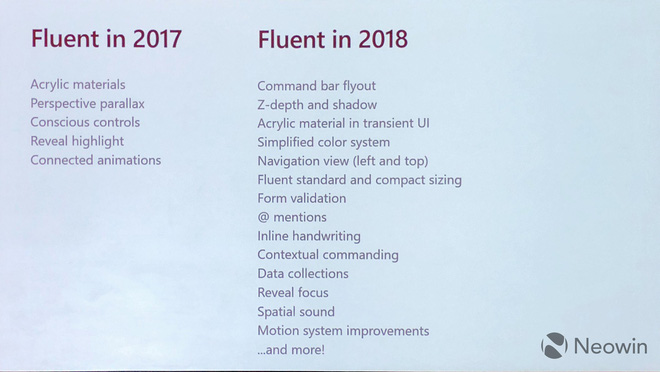 Fluent in 2017
Acrylic materials
Perspective parallax
Conscious controls
Reveal highlight
Connected animations
Fluent in 2018
Command bar flyout
Z-depth and shadow
Acrylic material in transient UI
Simplified color system
Navigation view (left and top)
Fluent standard and compact sizing
Form validation
@ mentions
Inline handwriting
Contextual commanding
Data collections
Reveal focus
Spatial sound
Motion system improvements
...and more!
Neowin